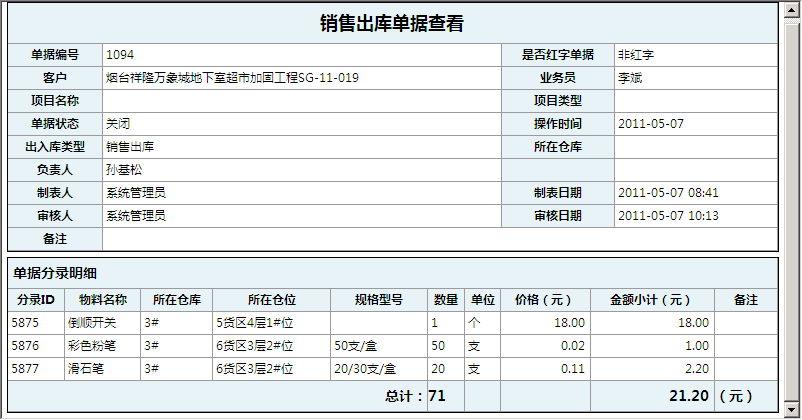 销售出库单据查看
单据编号 1094 是否红字单据 非红字
客户 烟台祥隆万象城地下室超市加固工程SG-11-019 业务员 李斌
项目名称 项目类型
单据状态 关闭 操作时间 2011-05-07
出入库类型 销售出库 所在仓库
负责人 孙基松
制表人 系统管理员 制表日期 2011-05-07 08:41
审核人 系统管理员 审核日期 2011-05-07 10:13
备注
单据分录明细
分录ID 物料名称 所在仓库 所在仓位 规格型号 数量 单位 价格（元） 金额小计（元） 备注
5875 倒顺开关 3# 5货区4层1#位 1 个 18.00 18.00
5876 彩色粉笔 3# 6货区3层2#位 50支/盒 50 支 0.02 1.00
5877 滑石笔 3# 6货区3层2#位 20/30支/盒 20 支 0.11 2.20
总计：71 21.20（元）